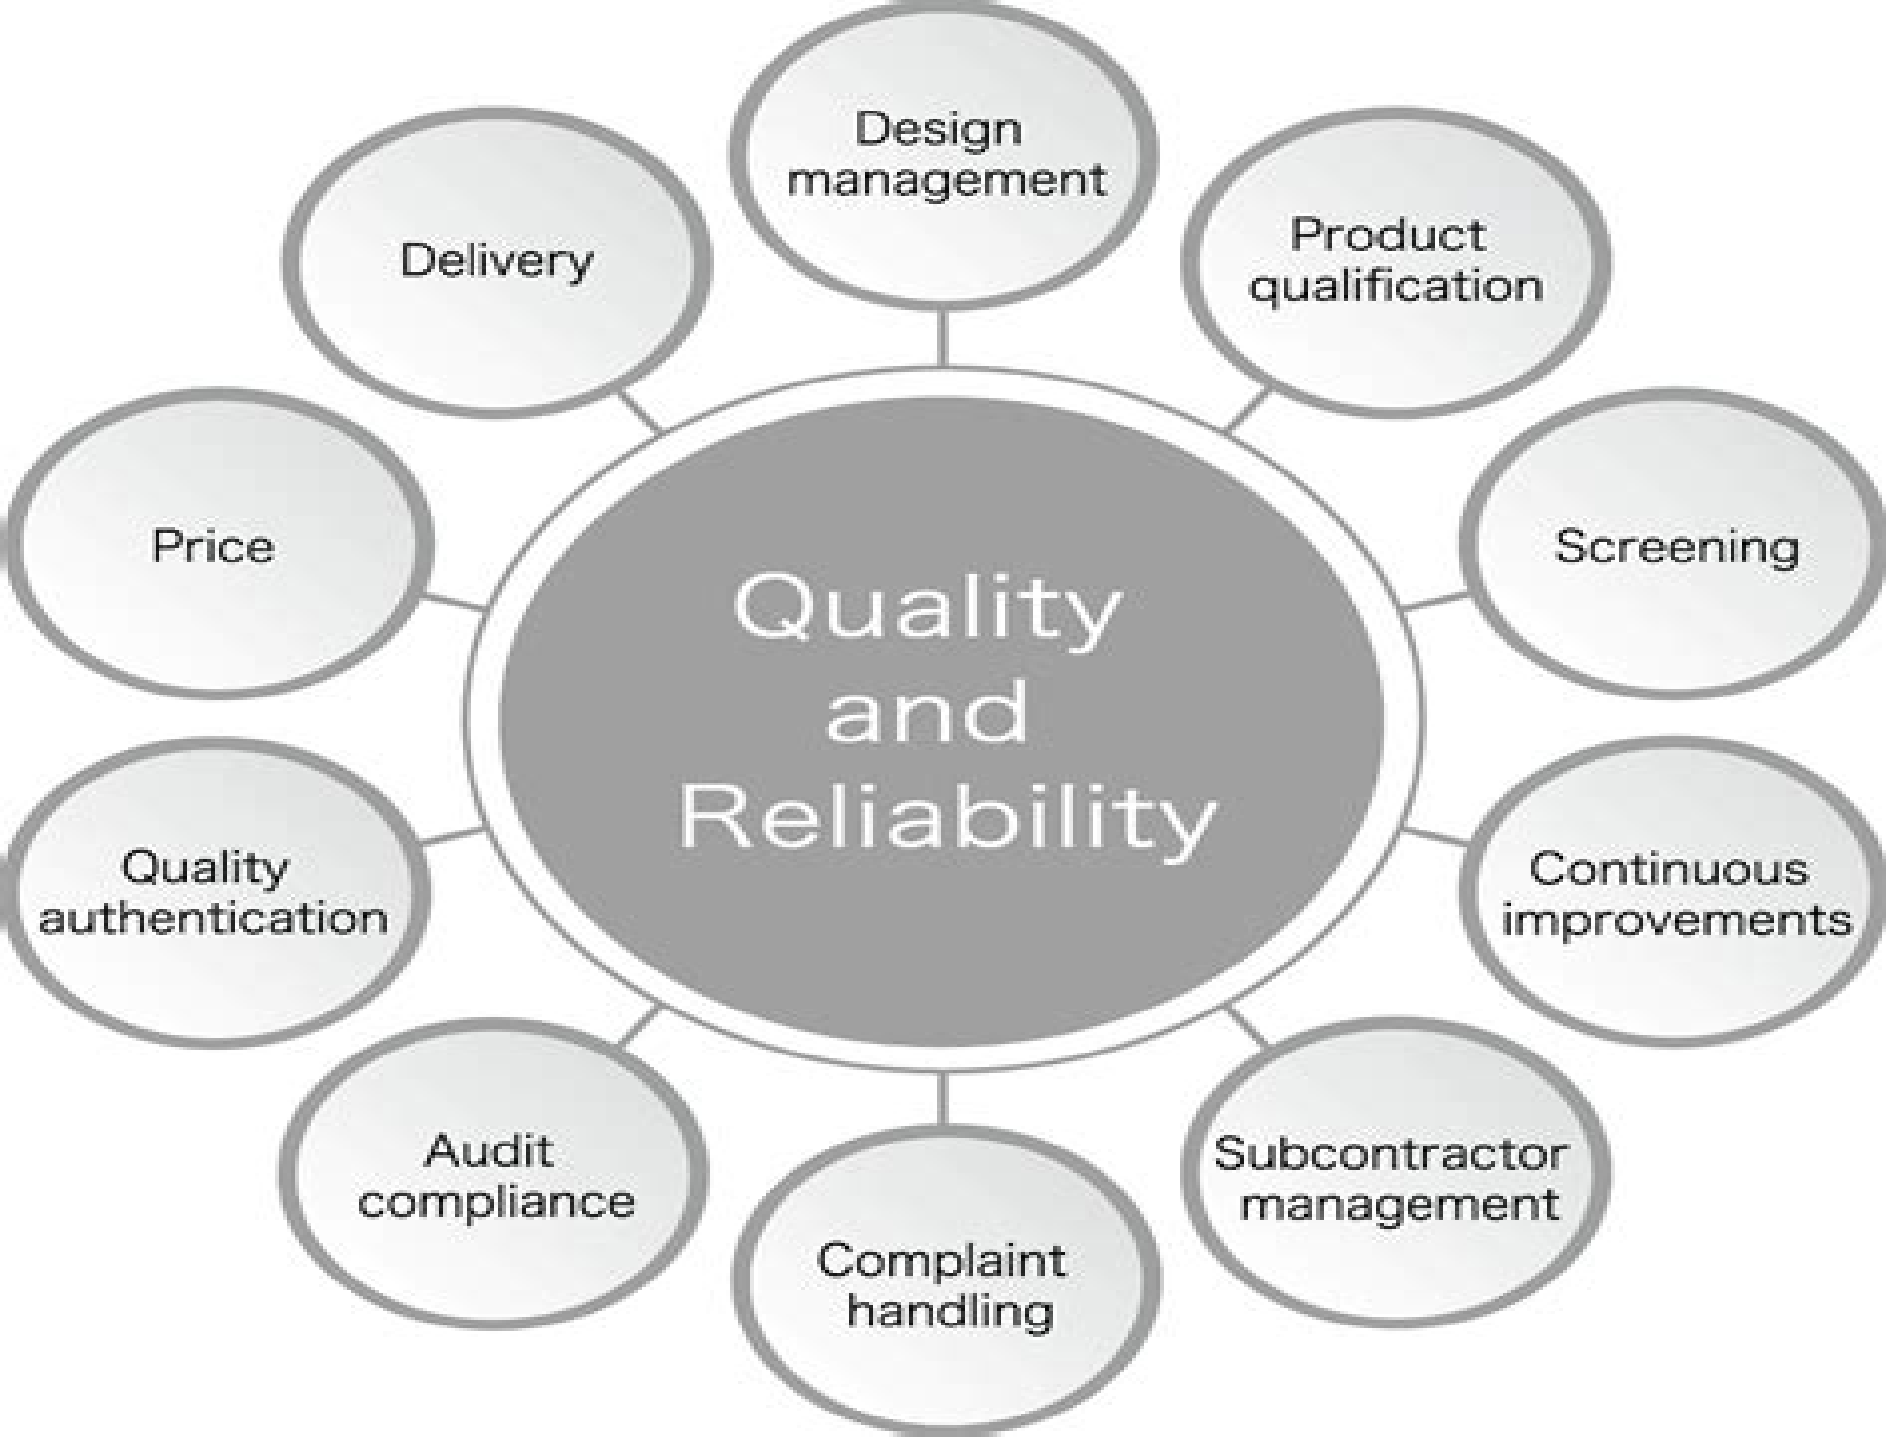 Design
management
Product
qualification
Screening
Continuous
improvements
Subcontractor
management
Complaint
handling
Audit
compliance
Quality
authentication
Price
Delivery
Quality
and
Reliability